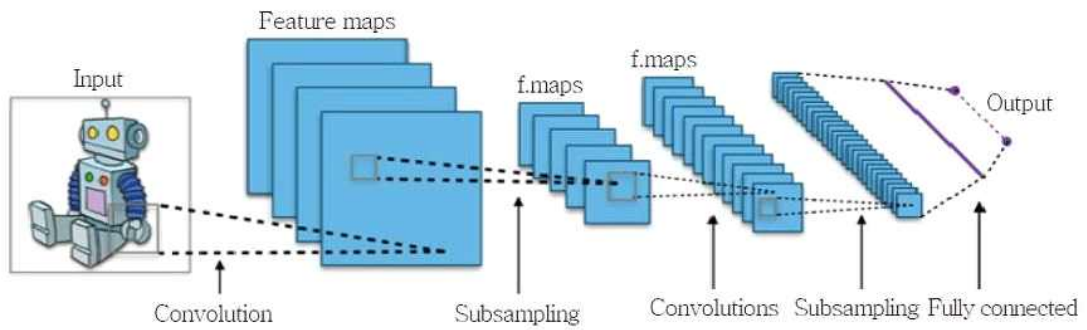 Feature maps
f.maps
f.maps
Input
Output
Convolution
Subsampling
Convolutions
Subsampling
Fully connected